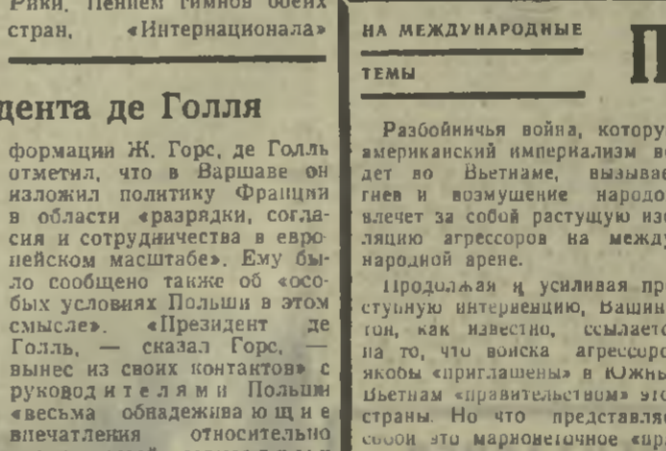 Рики. Пением гимнов обеих
стран, «Интернационала»
дента де Голля
формации Ж. Горс, де Голль
отметил, что в Варшаве он
изложил политику Франции
в области «разрядки, согла-
сия и сотрудничества в евро-
пейском масштабе». Ему бы-
ло сообщено также об «осо-
бых условиях Польши в этом
смысле». «Президент де
Голль, — сказал Горс, —
вынес из своих контактов» с
руководителями Польши
«весьма обнадеживающие
впечатления относительно
НА МЕЖДУНАРОДНЫЕ
ТЕМЫ
П
Разбойничья война, котору
американский империализм в
дет во Вьетнаме, вызывае
гнев и возмущение народо
влечет за собой растущую изо
ляцию агрессоров на между
народной арене.
Продолжая и усиливая пр
ступную интервенцию, Вашин
тон, как известно, ссылаетс
на то, что войска агрессоро
якобы «приглашены» в Южны
Вьетнам «правительством» это
страны. Но что представля
собой это марионеточное «пр